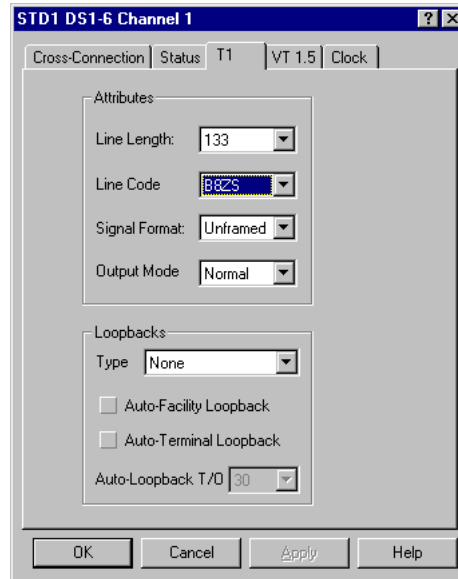 STD1 DS1-6 Channel 1
Cross-Connection Status T1 VT 1.5 Clock
Attributes
Line Length: 133
Line Code B8ZS
Signal Format: Unframed
Output Mode Normal
Loopbacks
Type None
Auto-Facility Loopback
Auto-Terminal Loopback
Auto-Loopback T/O 30
OK Cancel Apply Help